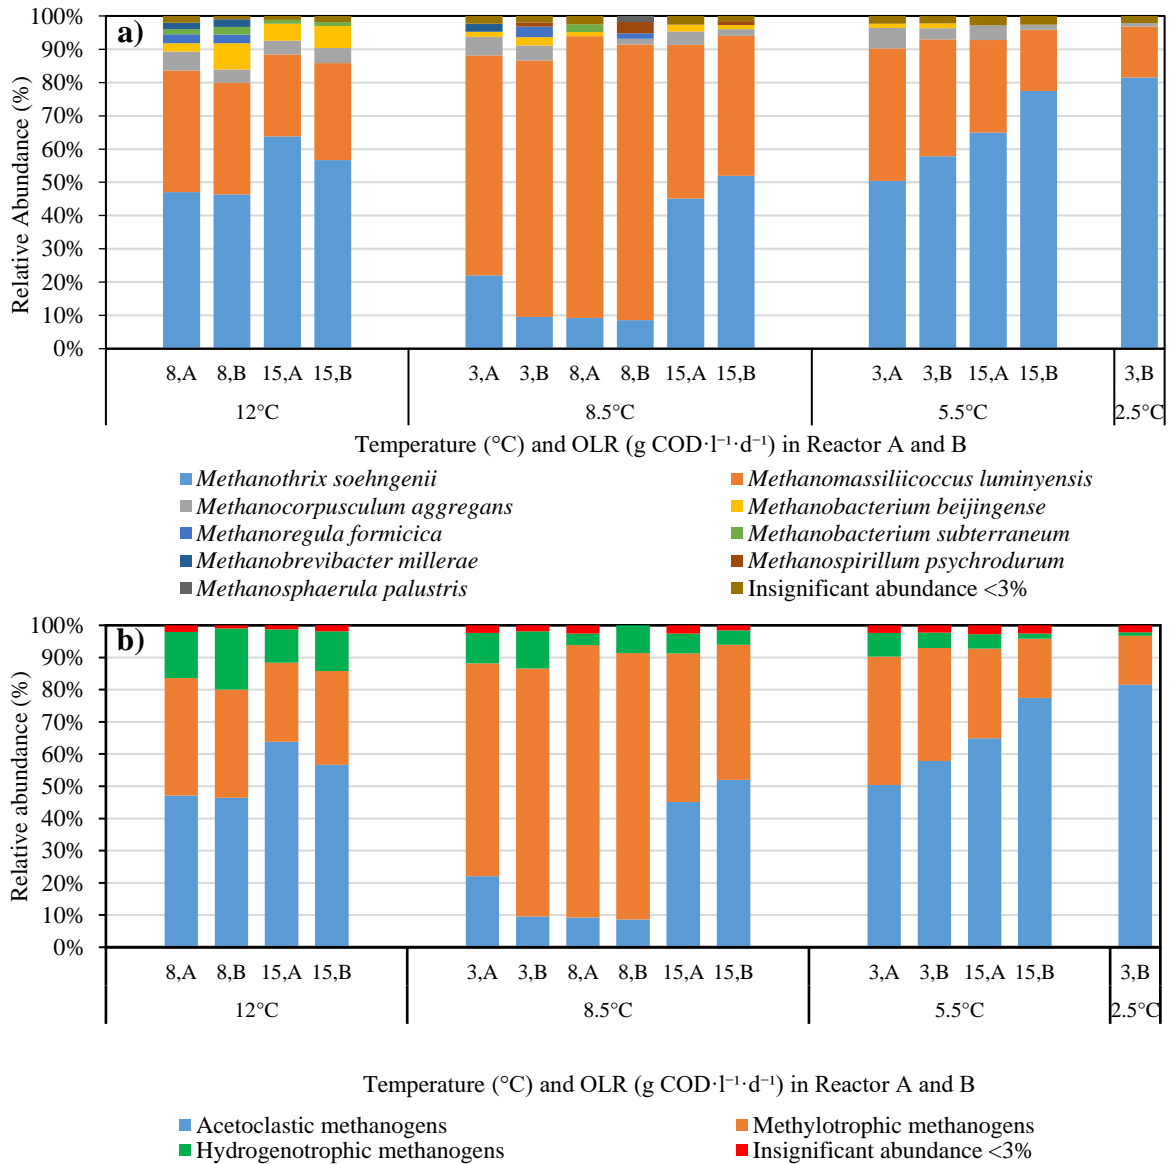 a)
Relative Abundance (%)
100%
90%
80%
70%
60%
50%
40%
30%
20%
10%
0%
8,A 8,B 15,A 15,B 3,A 3,B 8,A 8,B 15,A 15,B 3,A 3,B 15,A 15,B 3,B
12°C 8.5°C 5.5°C 2.5°C
Temperature (°C) and OLR (g COD·l⁻¹·d⁻¹) in Reactor A and B
Methanothrix soehngenii Methanomassiliicoccus luminyensis
Methanocorpusculum aggregans Methanobacterium beijingense
Methanoregula formicica Methanobacterium subterraneum
Methanobrevibacter millerae Methanospirillum psychrodurum
Methanosphaerula palustris Insignificant abundance <3%
b)
Relative abundance (%)
100%
90%
80%
70%
60%
50%
40%
30%
20%
10%
0%
8,A 8,B 15,A 15,B 3,A 3,B 8,A 8,B 15,A 15,B 3,A 3,B 15,A 15,B 3,B
12°C 8.5°C 5.5°C 2.5°C
Temperature (°C) and OLR (g COD·l⁻¹·d⁻¹) in Reactor A and B
Acetoclastic methanogens Methylotrophic methanogens
Hydrogenotrophic methanogens Insignificant abundance <3%